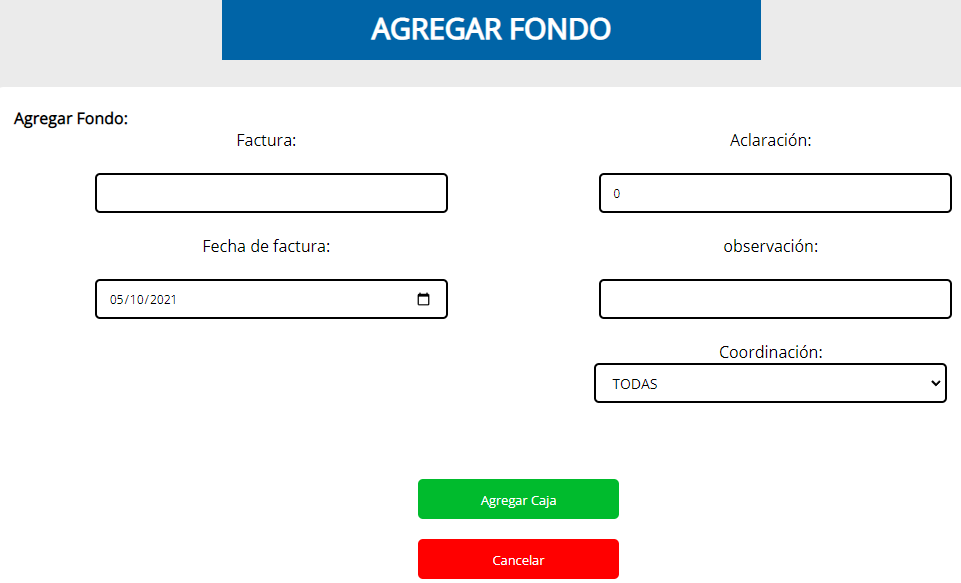 AGREGAR FONDO
Agregar Fondo:
Factura:
Aclaración:
0
Fecha de factura:
observación:
05/10/2021
Coordinación:
TODAS
Agregar Caja
Cancelar